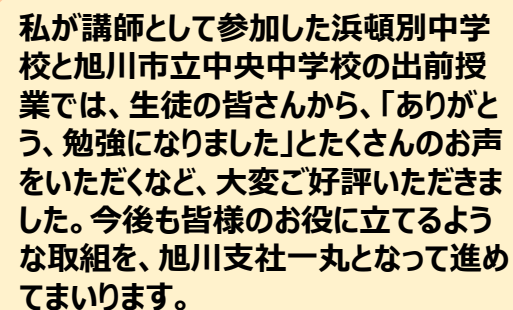 私が講師として参加した浜頓別中学
校と旭川市立中央中学校の出前授
業では、生徒の皆さんから、「ありがと
う、勉強になりました」とたくさんのお声
をいただくなど、大変ご好評いただきま
した。今後も皆様のお役に立てるよう
な取組を、旭川支社一丸となって進め
てまいります。